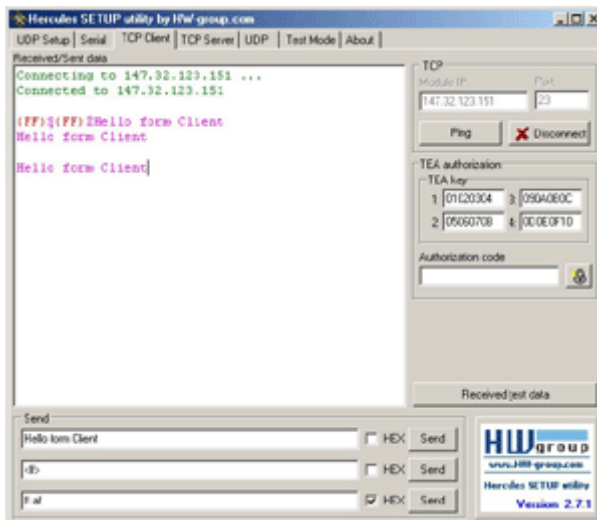 Hercules SETUP utility by HW-group.com
UDP Setup Serial TCP Client TCP Server UDP Test Mode About
Received/Sent data
Connecting to 147.32.123.151 ...
Connected to 147.32.123.151
Hello form Client
Hello form Client
Hello form Client
TCP
Module IP Port
147.32.123.151 23
Ping Disconnect
TEA authorization
TEA key
1: 01020304 3: 090A0B0C
2: 05060708 4: 0D0E0F10
Authorization code
Received test data
Send
Hello form Client HEX Send
HEX Send
HEX Send
HW group
www.HW-group.com
Hercules SETUP utility
Version 2.7.1